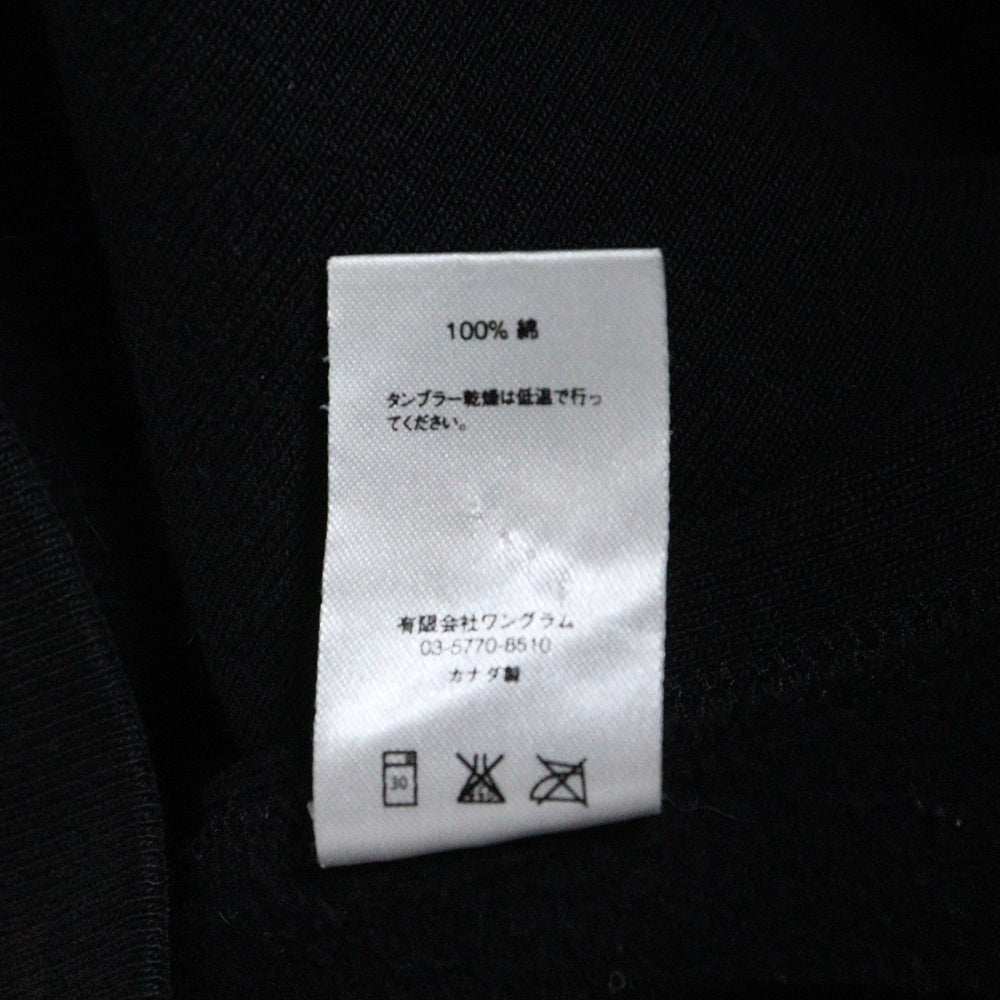 100% 綿
タンブラー乾燥は低温で行っ
てください。
有限会社ワングラム
03-5770-8510
カナダ製
30